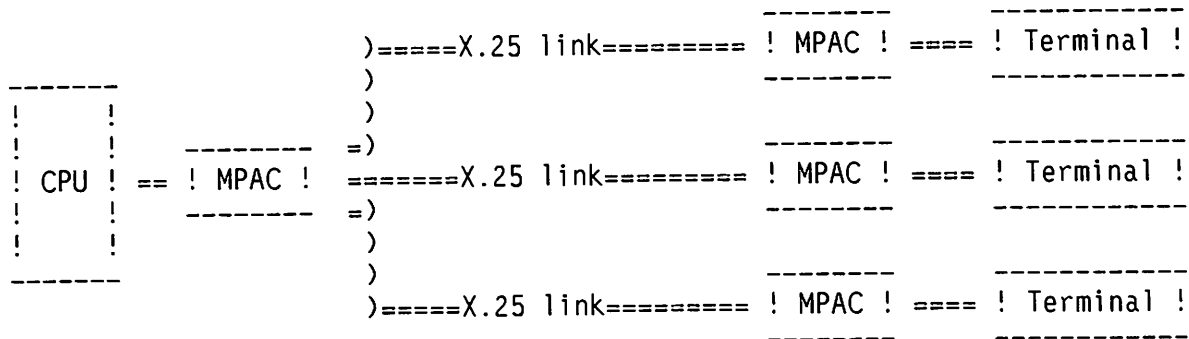 --------       ------------
                        )=====X.25 link========= ! MPAC ! ==== ! Terminal !
-------                 )                         --------       ------------
!     !                 )
!     !    --------   =)                          --------       ------------
! CPU ! == ! MPAC !  =======X.25 link========= ! MPAC ! ==== ! Terminal !
!     !    --------   =)                          --------       ------------
!     !                 )
-------                 )                         --------       ------------
                        )=====X.25 link========= ! MPAC ! ==== ! Terminal !
                                                  --------       ------------